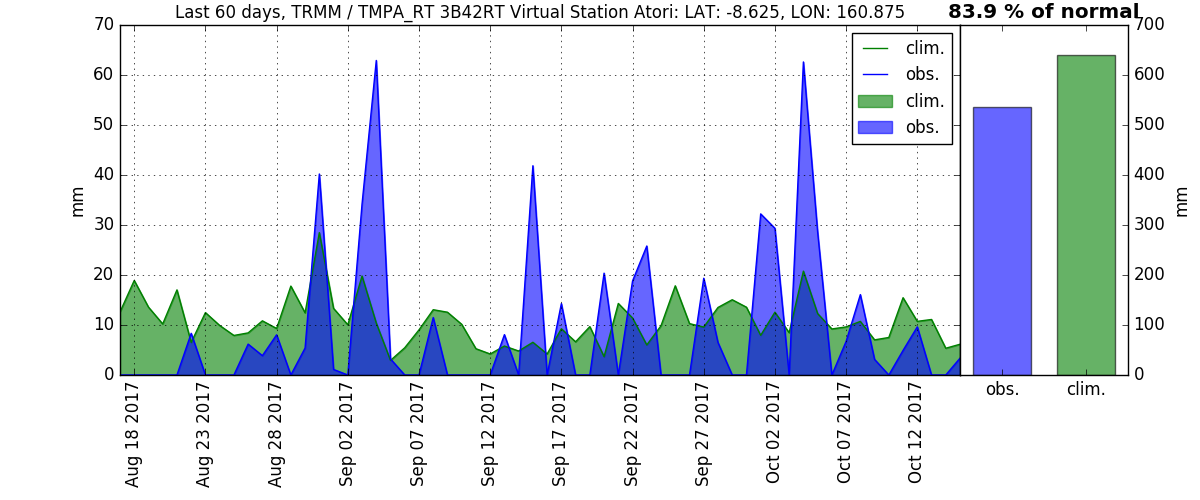 Last 60 days, TRMM / TMPA_RT 3B42RT Virtual Station Atori: LAT: -8.625, LON: 160.875
83.9 % of normal
mm
70
60
50
40
30
20
10
0
clim.
obs.
clim.
obs.
Aug 18 2017
Aug 23 2017
Aug 28 2017
Sep 02 2017
Sep 07 2017
Sep 12 2017
Sep 17 2017
Sep 22 2017
Sep 27 2017
Oct 02 2017
Oct 07 2017
Oct 12 2017
700
600
500
400
300
200
100
0
mm
obs.
clim.